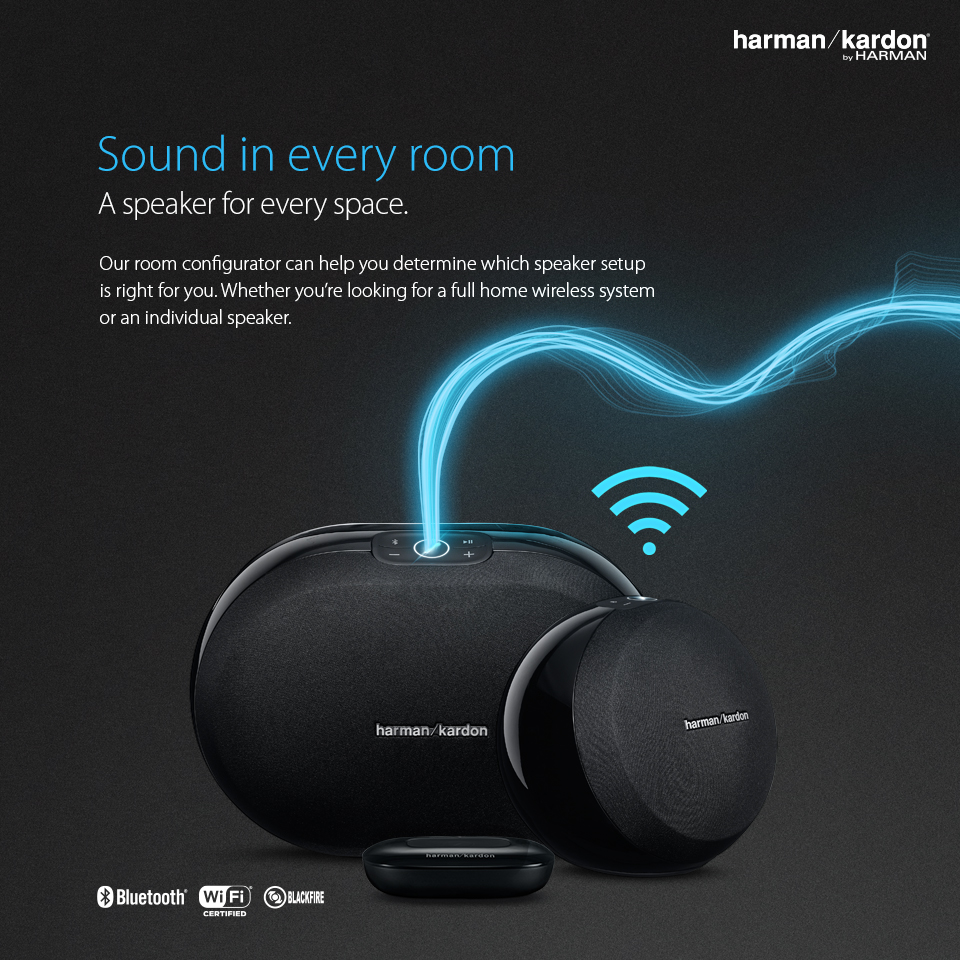 harman/kardon®
by HARMAN
Sound in every room
A speaker for every space.
Our room configurator can help you determine which speaker setup
is right for you. Whether you're looking for a full home wireless system
or an individual speaker.
harman/kardon
harman/kardon
harman/kardon
Bluetooth®
Wi Fi
CERTIFIED
BLACKFIRE